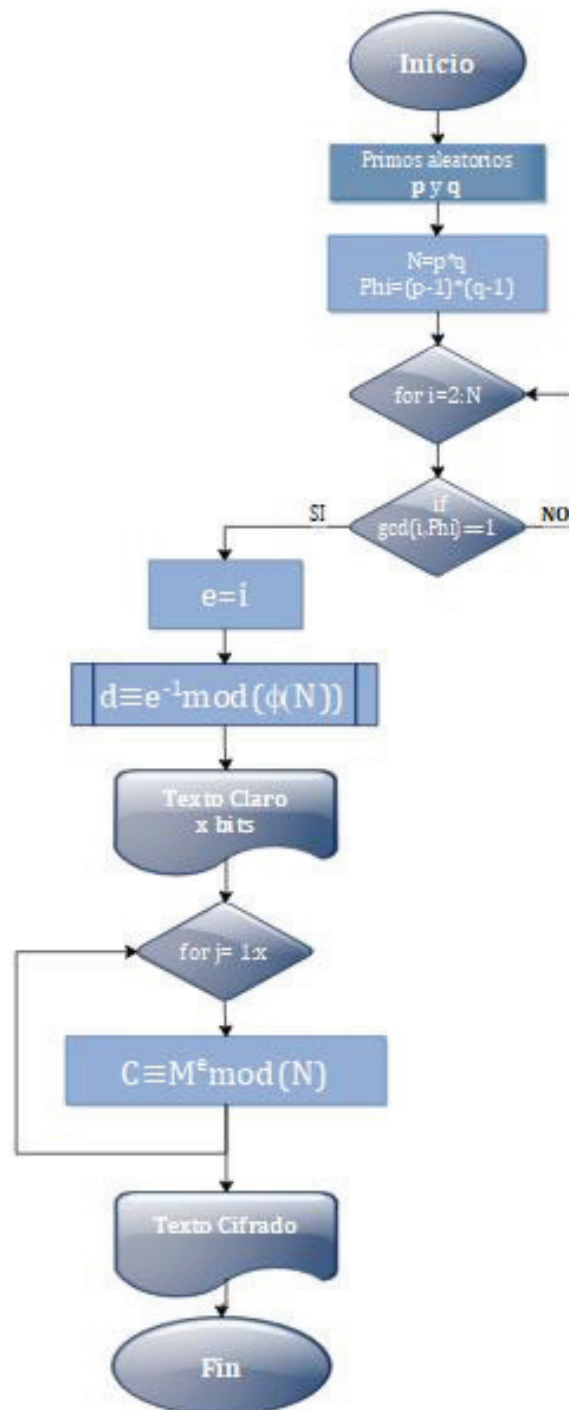 Inicio
Primos aleatorios
p y q
N=p*q
Phi=(p-1)*(q-1)
for i=2:N
if
gcd(i,Phi)==1
SI
NO
e=i
d≡e⁻¹mod(ϕ(N))
Texto Claro
x bits
for j= 1:x
C≡Mᵉmod(N)
Texto Cifrado
Fin